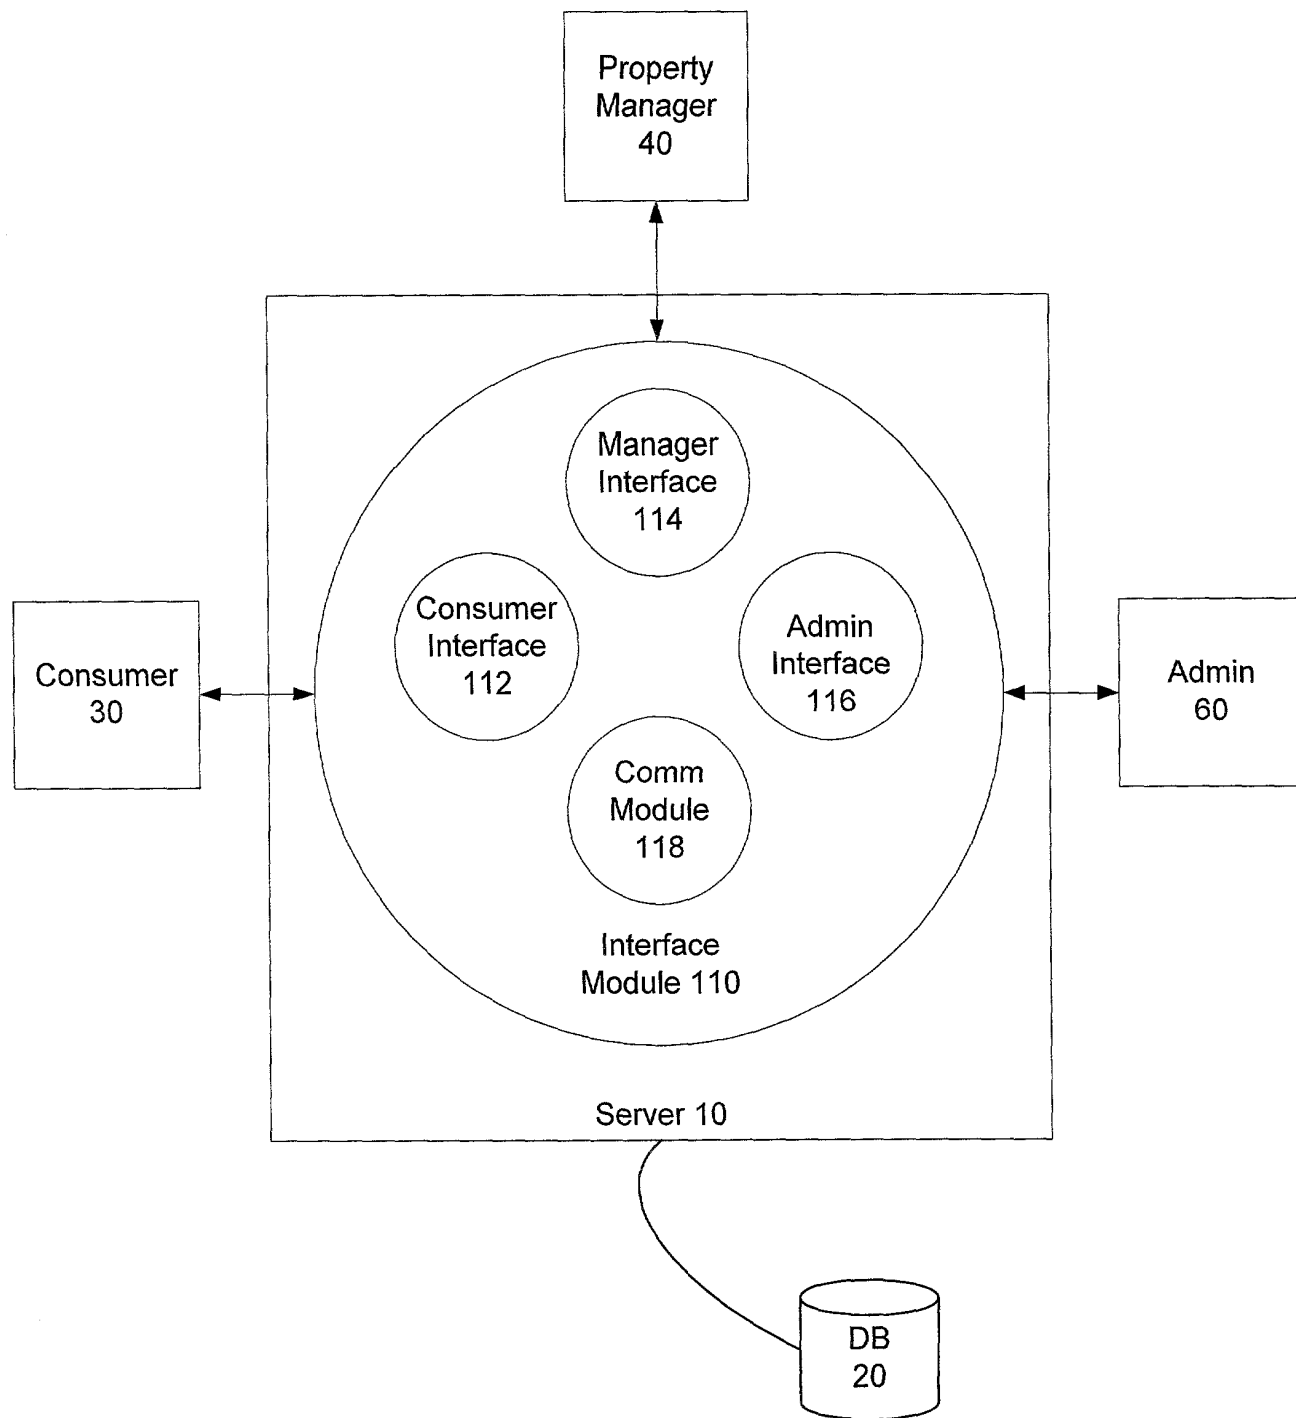 Property
Manager
40
Manager
Interface
114
Consumer
Interface
112
Admin
Interface
116
Consumer
30
Admin
60
Comm
Module
118
Interface
Module 110
Server 10
DB
20